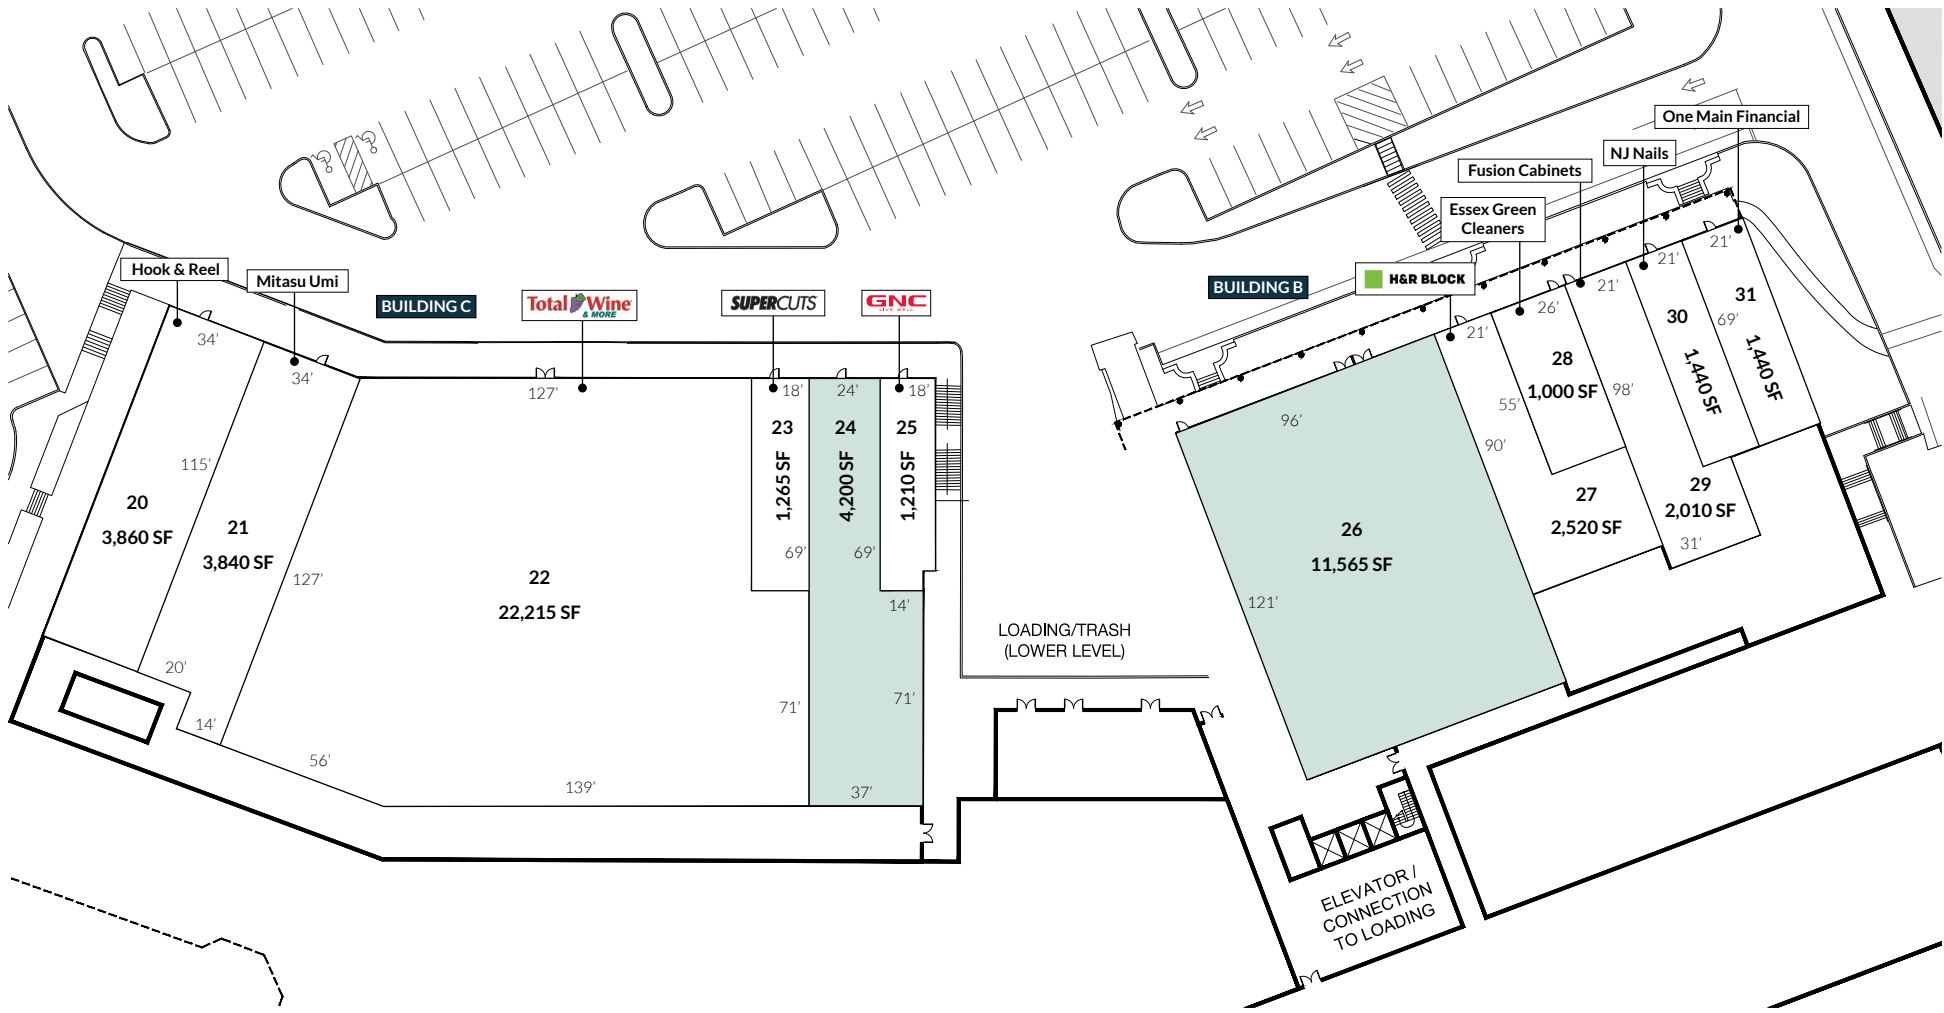 One Main Financial
NJ Nails
Fusion Cabinets
Essex Green
Cleaners
H&R BLOCK
BUILDING B
Hook & Reel
Mitasu Umi
BUILDING C
Total Wine
& MORE
SUPERCUTS
GNC
LIVE WELL
34’
34’
127’
18’
24’
18’
20
3,860 SF
115’
21
3,840 SF
127’
20’
14’
56’
22
22,215 SF
139’
23
1,265 SF
69’
71’
24
4,200 SF
69’
14’
71’
37’
25
1,210 SF
LOADING/TRASH
(LOWER LEVEL)
96’
21’
26’
21’
21’
21’
26
11,565 SF
121’
90’
55’
27
2,520 SF
28
1,000 SF
98’
29
2,010 SF
31’
30
1,440 SF
69’
31
1,440 SF
ELEVATOR /
CONNECTION
TO LOADING